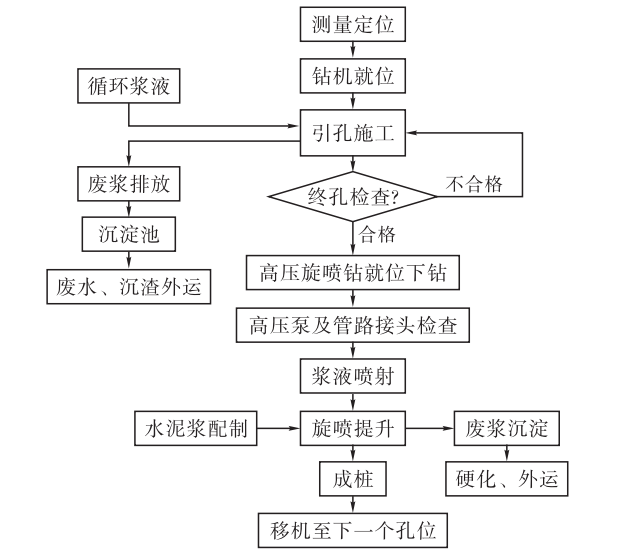 测量定位
钻机就位
循环浆液
引孔施工
废浆排放
终孔检查?
不合格
沉淀池
合格
废水、沉渣外运
高压旋喷钻就位下钻
高压泵及管路接头检查
浆液喷射
水泥浆配制
旋喷提升
废浆沉淀
成桩
硬化、外运
移机至下一个孔位